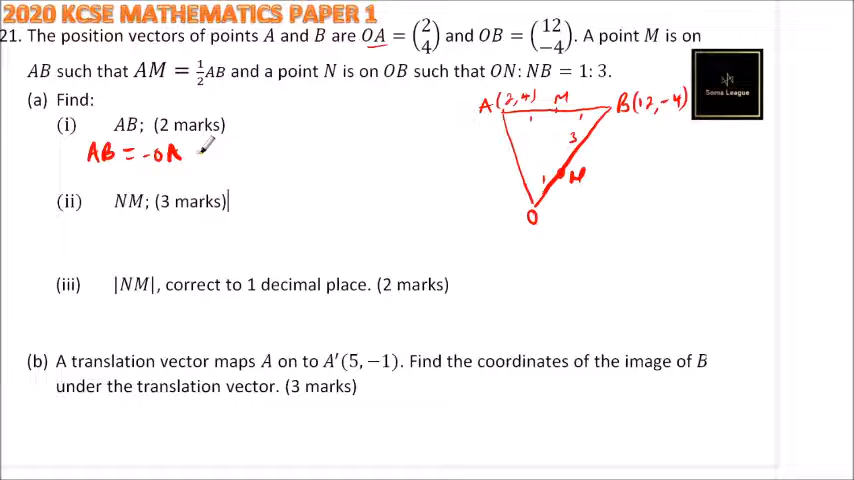 2020 KCSE MATHEMATICS PAPER 1
21. The position vectors of points A and B are OA = (2 4) and OB = (12 −4). A point M is on
AB such that AM = 1/2 AB and a point N is on OB such that ON: NB = 1: 3.
(a) Find:
(i) AB; (2 marks)
AB = -OA
(ii) NM; (3 marks)
(iii) |NM|, correct to 1 decimal place. (2 marks)
(b) A translation vector maps A on to A′(5, −1). Find the coordinates of the image of B
under the translation vector. (3 marks)
A(2,4) M B(12,-4)
1 1
3
1 N
O
Soma League